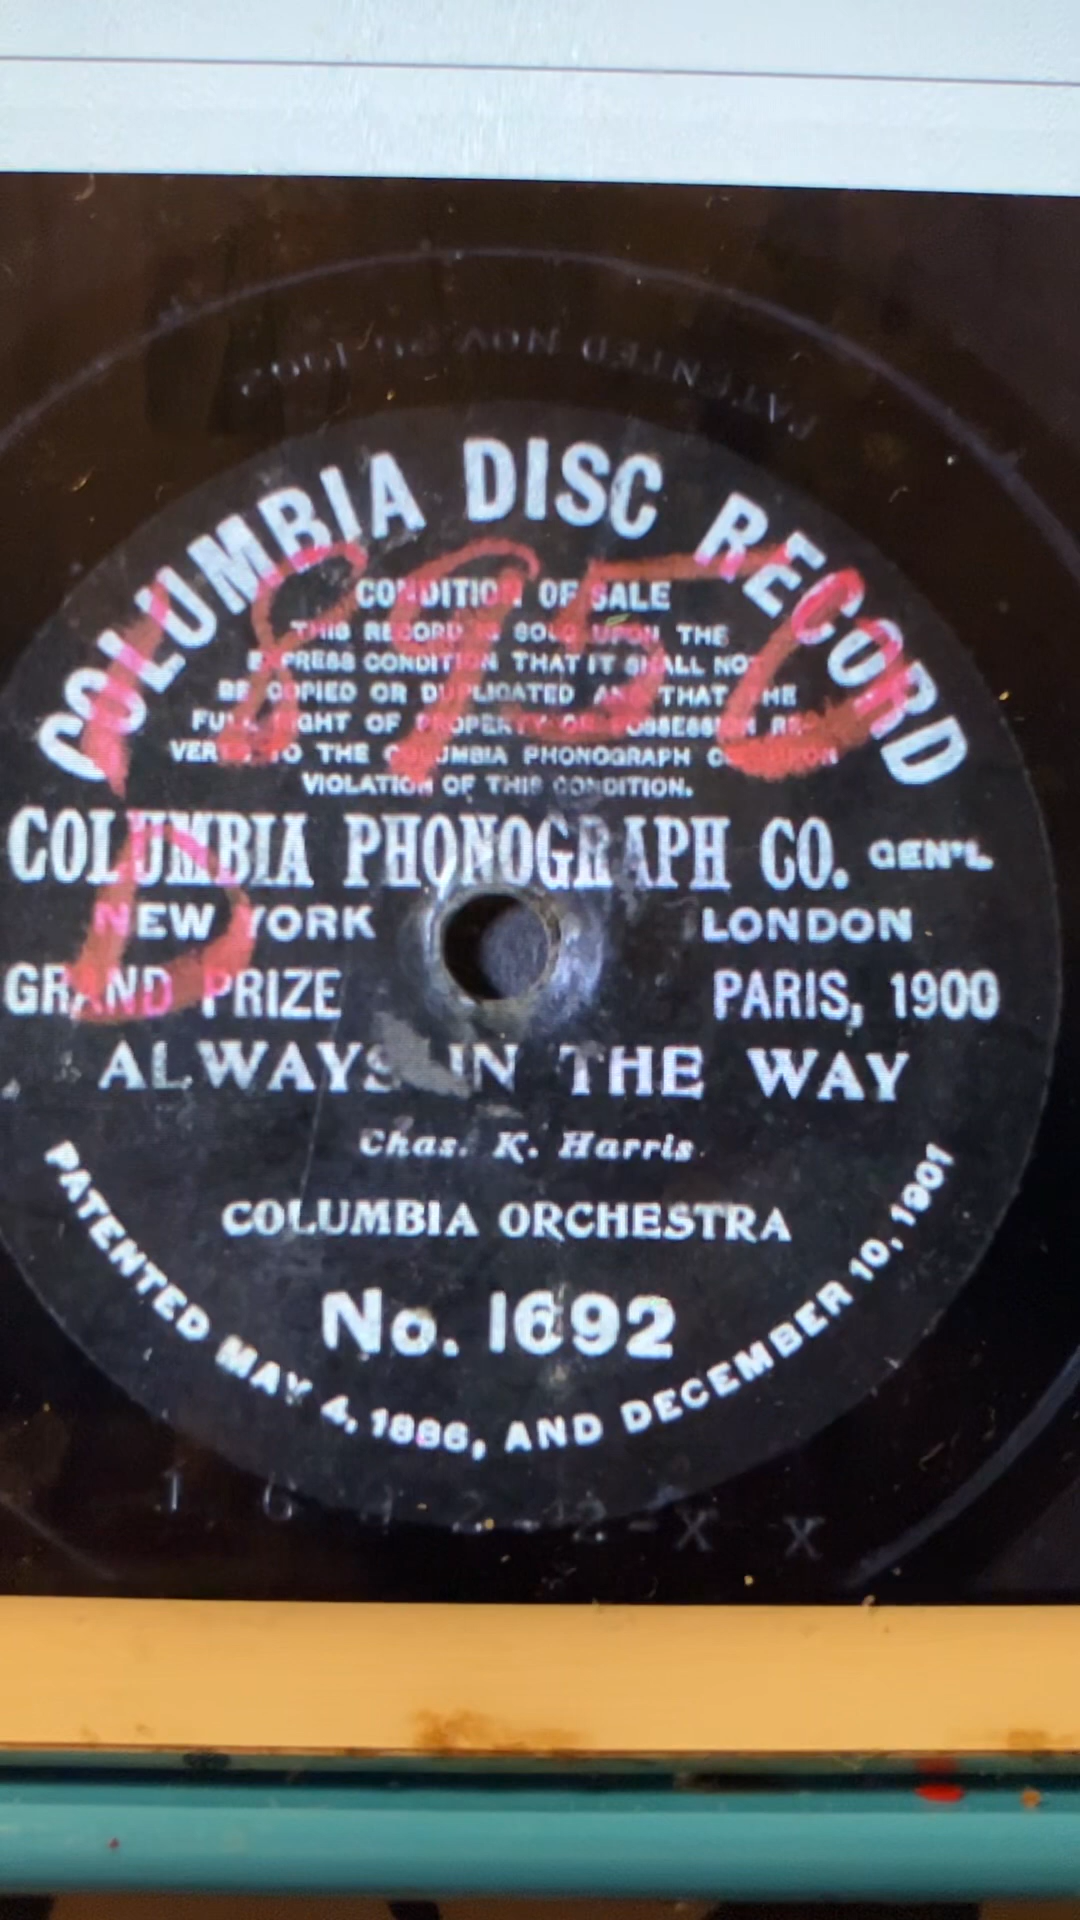 PATENTED NOV 30 1902
COLUMBIA DISC RECORD
CONDITION OF SALE
THIS RECORD IS SOLD UPON THE
EXPRESS CONDITION THAT IT SHALL NOT
BE COPIED OR DUPLICATED AND THAT THE
FULL RIGHT OF PROPERTY OR POSSESSION RE-
VERTS TO THE COLUMBIA PHONOGRAPH CO. UPON
VIOLATION OF THIS CONDITION.
COLUMBIA PHONOGRAPH CO. GEN'L
NEW YORK LONDON
GRAND PRIZE PARIS, 1900
ALWAYS IN THE WAY
Chas. K. Harris.
COLUMBIA ORCHESTRA
No. 1692
PATENTED MAY 4, 1886, AND DECEMBER 10, 1901
X X